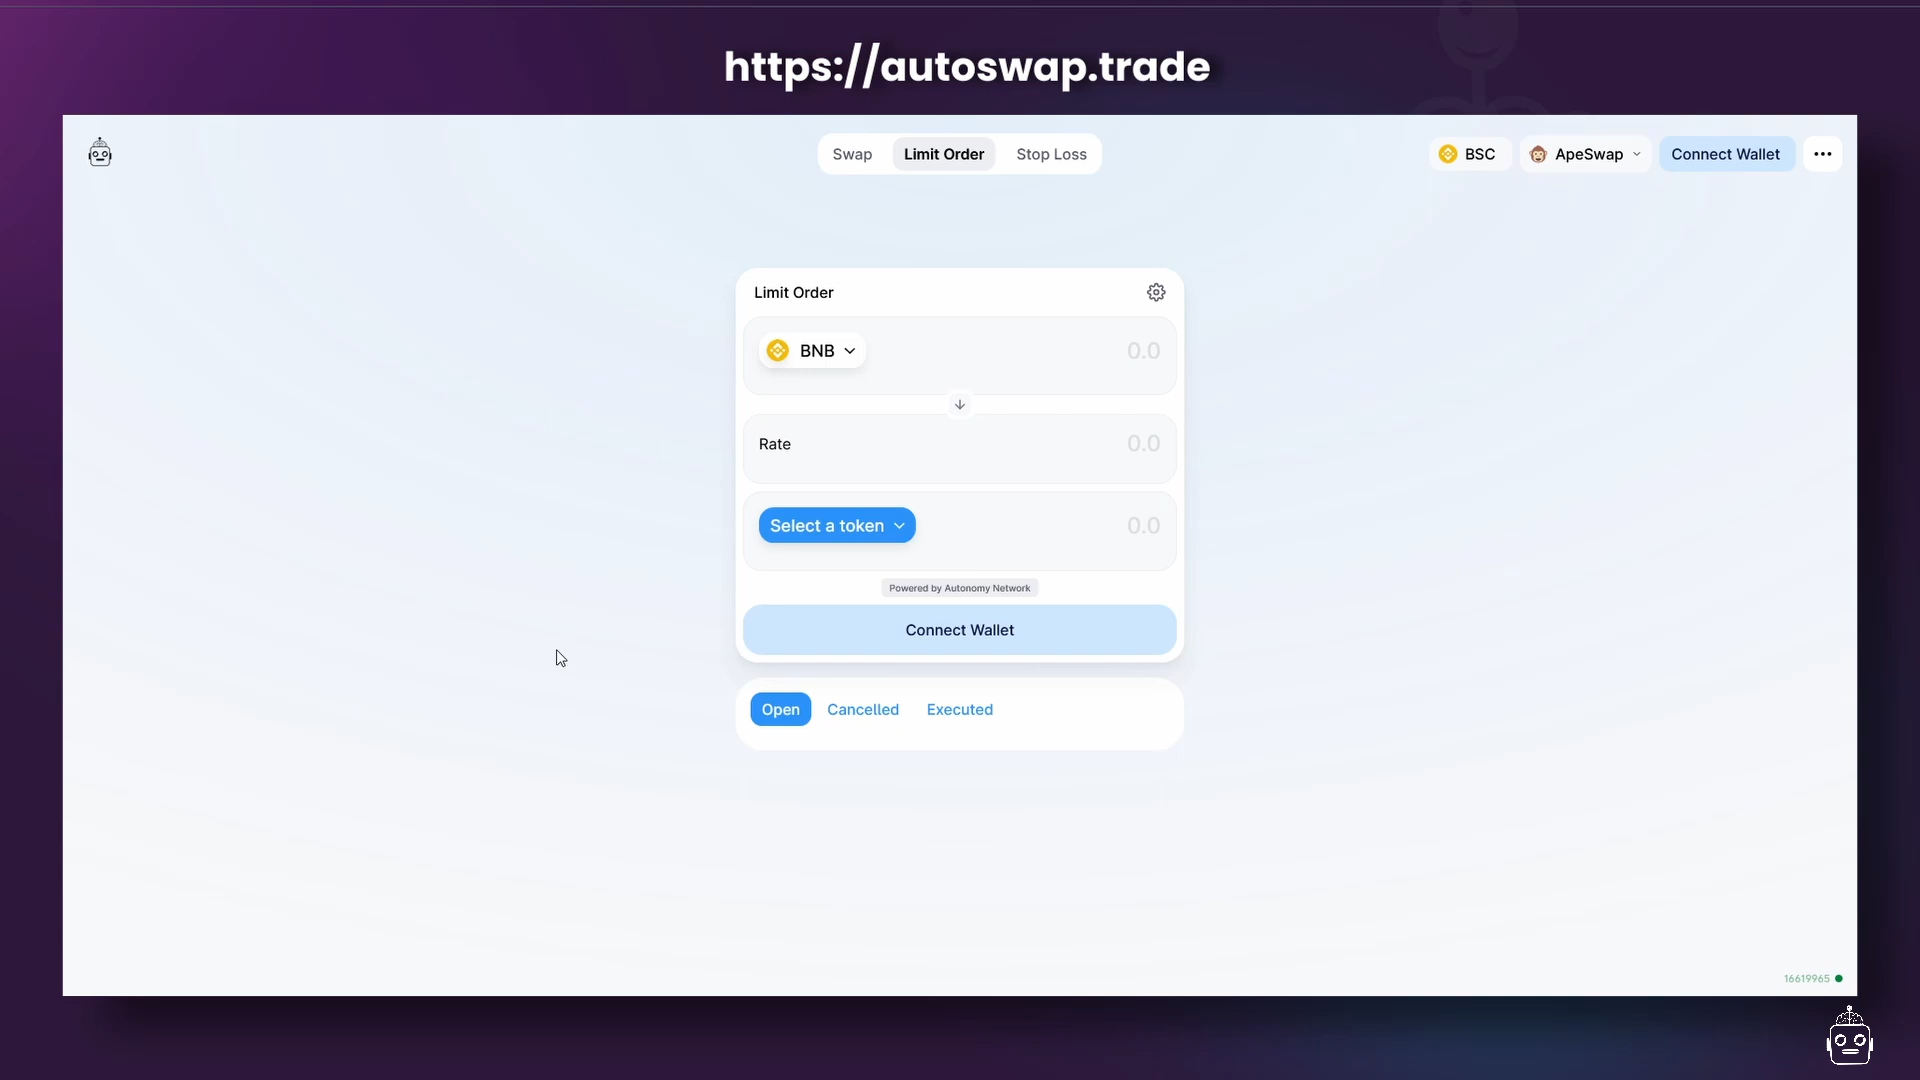 https://autoswap.trade
Swap
Limit Order
Stop Loss
BSC
ApeSwap
Connect Wallet
Limit Order
BNB
0.0
Rate
0.0
Select a token
0.0
Powered by Autonomy Network
Connect Wallet
Open
Cancelled
Executed
16619965